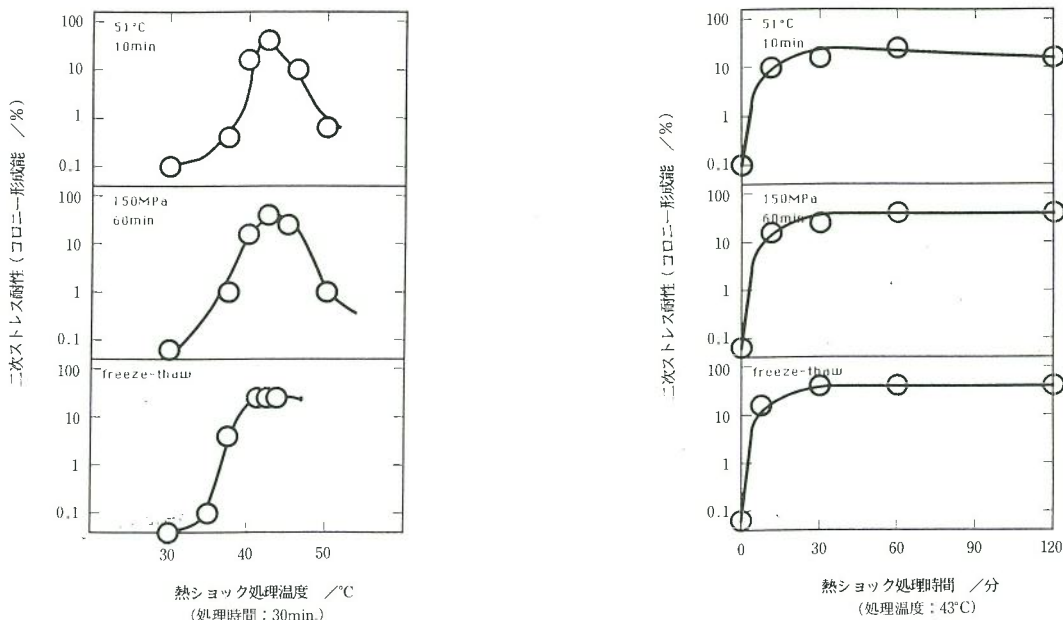 二次ストレス耐性(コロニー形成能 /%)
100
10
1
0.1
51°C
10min
100
10
1
0.1
150MPa
60min
100
10
1
0.1
freeze-thaw
30
40
50
熱ショック処理温度 /°C
(処理時間:30min.)
二次ストレス耐性(コロニー形成能 /%)
100
10
1
0.1
51°C
10min
100
10
1
0.1
150MPa
60min
100
10
1
0.1
freeze-thaw
0
30
60
90
120
熱ショック処理時間 /分
(処理温度:43°C)